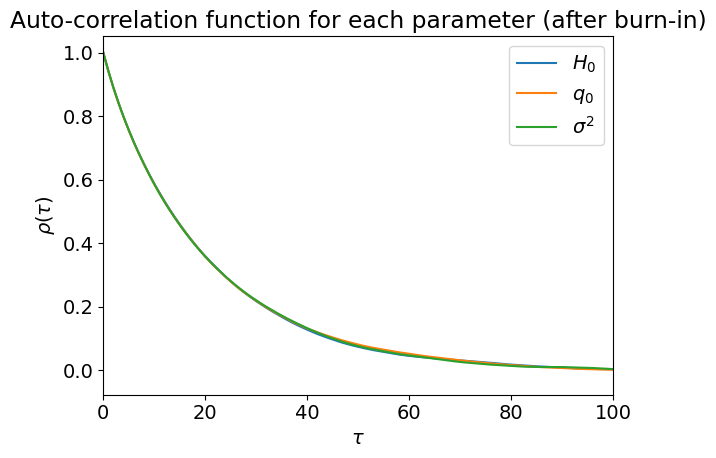 Auto-correlation function for each parameter (after burn-in)
1.0
0.8
0.6
0.4
0.2
0.0
ρ(τ)
0 20 40 60 80 100
τ
H₀
q₀
σ²